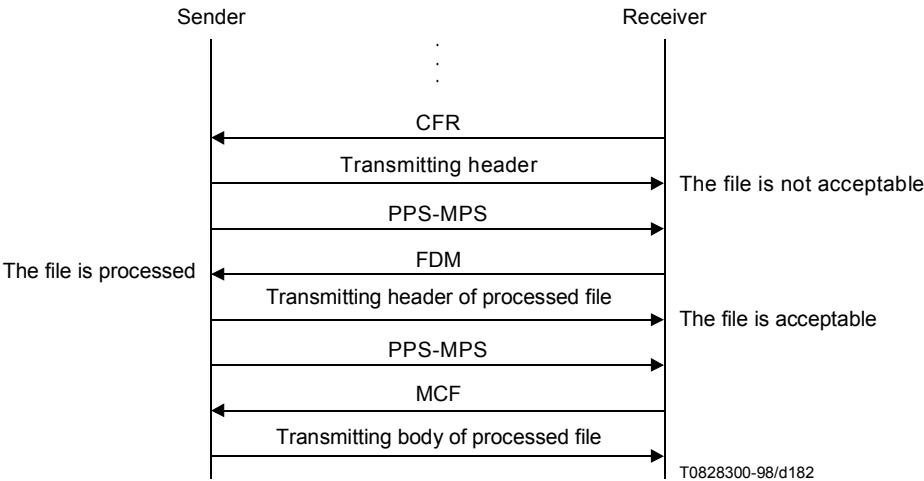 Sender Receiver
.
.
.
CFR
Transmitting header
The file is not acceptable
PPS-MPS
FDM
The file is processed
Transmitting header of processed file
The file is acceptable
PPS-MPS
MCF
Transmitting body of processed file
T0828300-98/d182